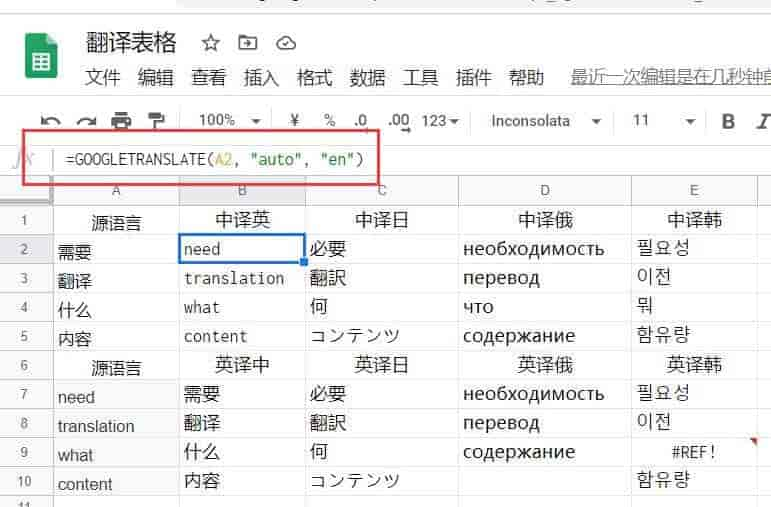 翻译表格
文件 编辑 查看 插入 格式 数据 工具 插件 帮助 最近一次编辑是在几秒钟前
100% ¥ % .0 .00 123 Inconsolata 11 B I
fx =GOOGLETRANSLATE(A2, "auto", "en")
A B C D E
1 源语言 中译英 中译日 中译俄 中译韩
2 需要 need 必要 необходимость 필요성
3 翻译 translation 翻訳 перевод 이전
4 什么 what 何 что 뭐
5 内容 content コンテンツ содержание 함유량
6 源语言 英译中 英译日 英译俄 英译韩
7 need 需要 必要 необходимость 필요성
8 translation 翻译 翻訳 перевод 이전
9 what 什么 何 содержание #REF!
10 content 内容 コンテンツ 함유량